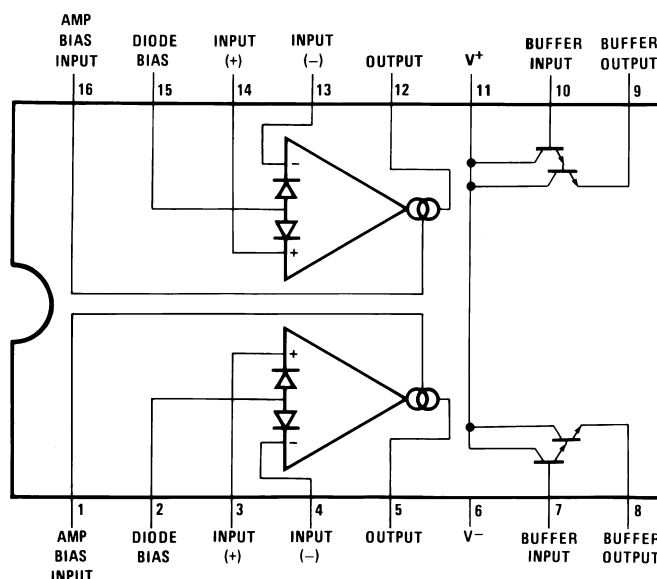 AMP BIAS INPUT
DIODE BIAS
INPUT (+)
INPUT (−)
OUTPUT
V+
BUFFER INPUT
BUFFER OUTPUT
16 15 14 13 12 11 10 9
−
+
+
−
1 2 3 4 5 6 7 8
AMP BIAS INPUT
DIODE BIAS
INPUT (+)
INPUT (−)
OUTPUT
V−
BUFFER INPUT
BUFFER OUTPUT